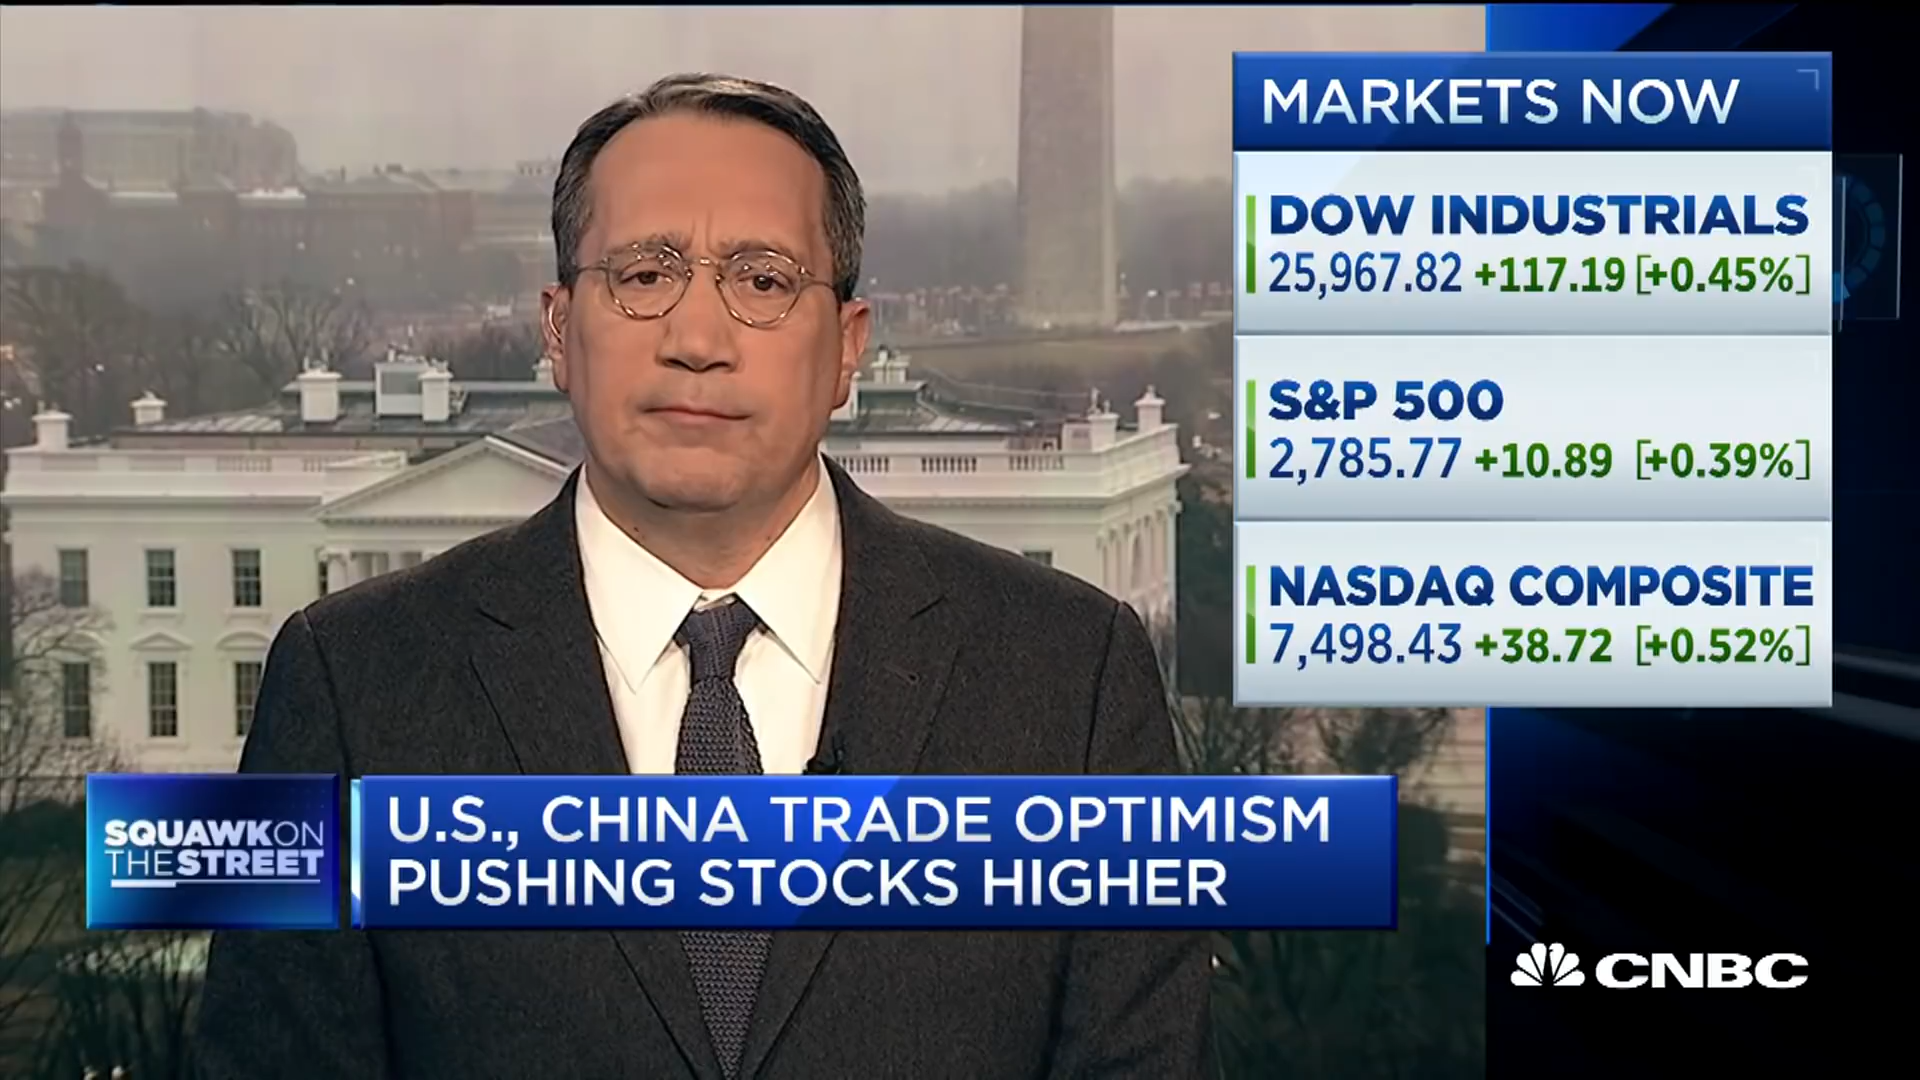 MARKETS NOW
DOW INDUSTRIALS
25,967.82 +117.19 [+0.45%]
S&P 500
2,785.77 +10.89 [+0.39%]
NASDAQ COMPOSITE
7,498.43 +38.72 [+0.52%]
SQUAWK ON
THE STREET
U.S., CHINA TRADE OPTIMISM
PUSHING STOCKS HIGHER
CNBC